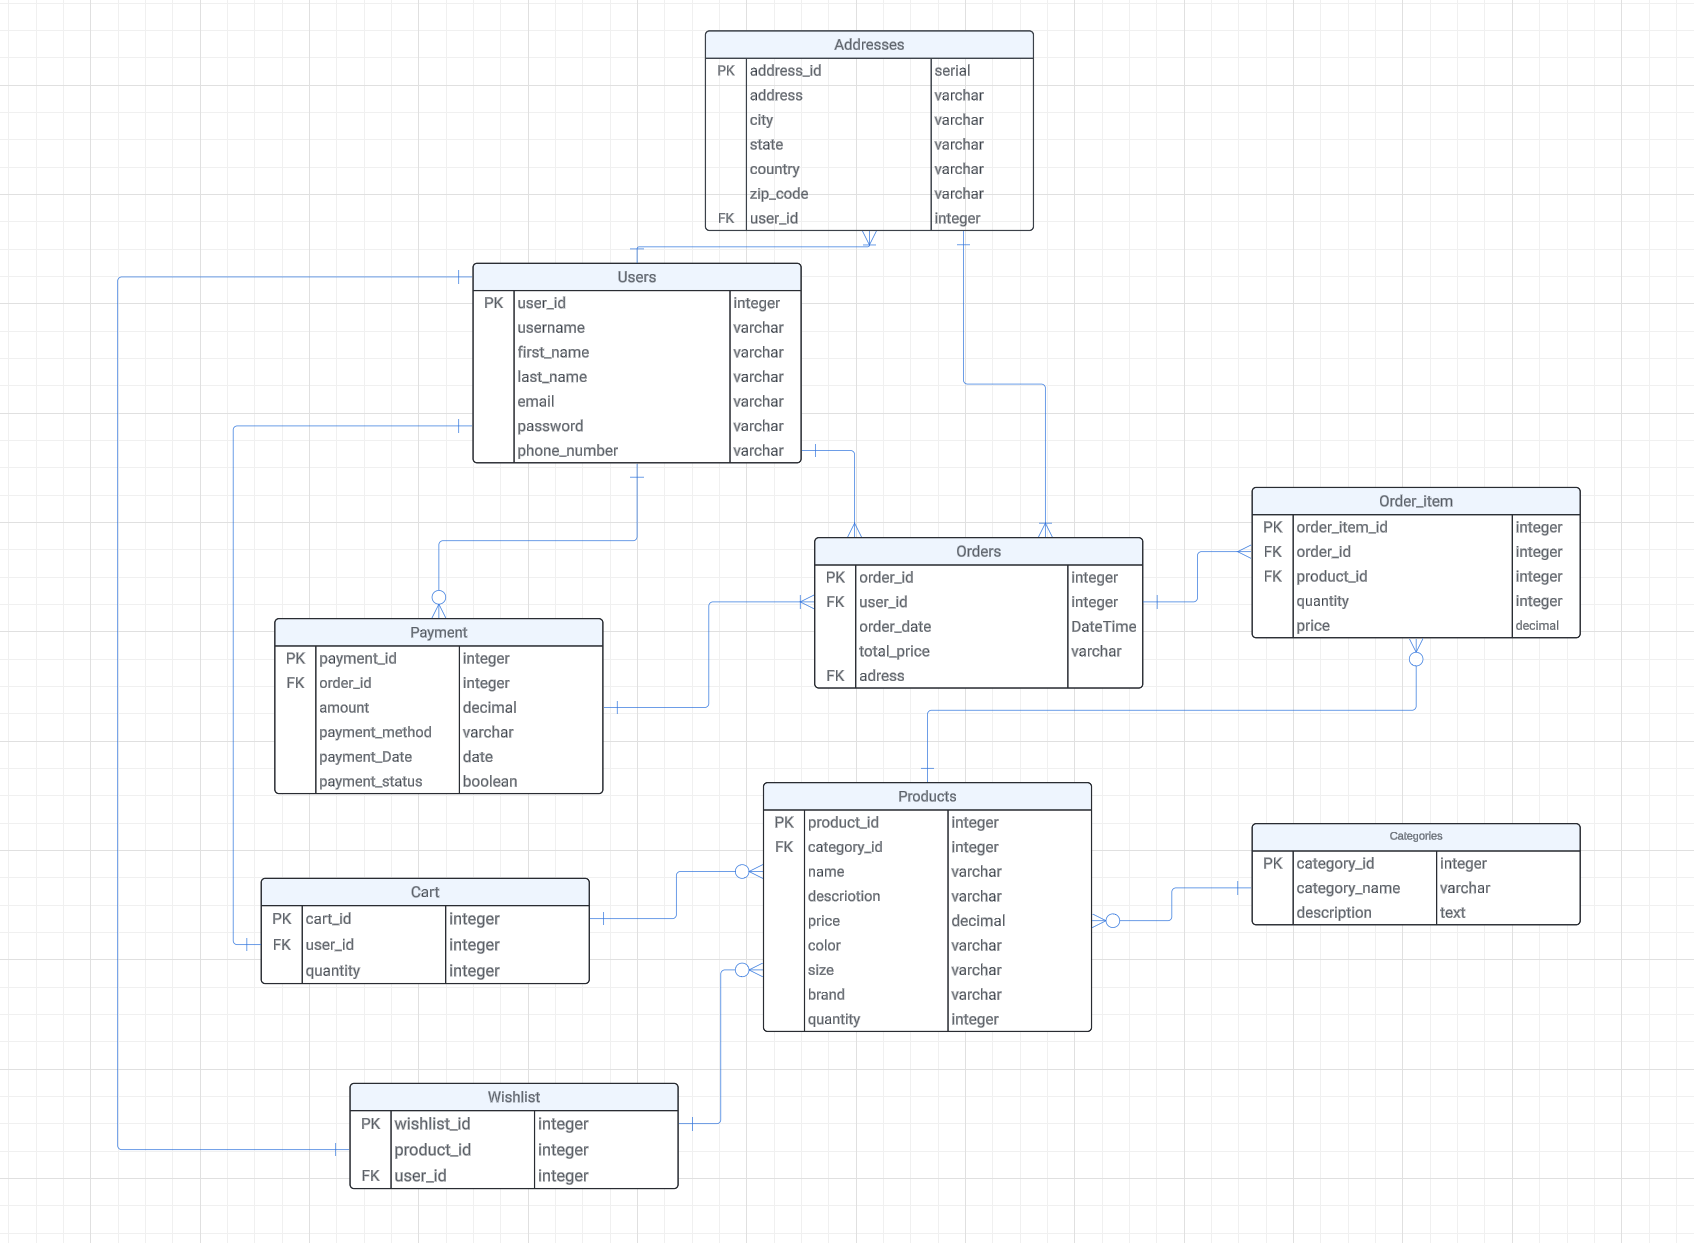 Addresses
PK address_id serial
address varchar
city varchar
state varchar
country varchar
zip_code varchar
FK user_id integer
Users
PK user_id integer
username varchar
first_name varchar
last_name varchar
email varchar
password varchar
phone_number varchar
Order_item
PK order_item_id integer
FK order_id integer
FK product_id integer
quantity integer
price decimal
Orders
PK order_id integer
FK user_id integer
order_date DateTime
total_price varchar
FK adress
Payment
PK payment_id integer
FK order_id integer
amount decimal
payment_method varchar
payment_Date date
payment_status boolean
Products
PK product_id integer
FK category_id integer
name varchar
descriotion varchar
price decimal
color varchar
size varchar
brand varchar
quantity integer
Categories
PK category_id integer
category_name varchar
description text
Cart
PK cart_id integer
FK user_id integer
quantity integer
Wishlist
PK wishlist_id integer
product_id integer
FK user_id integer